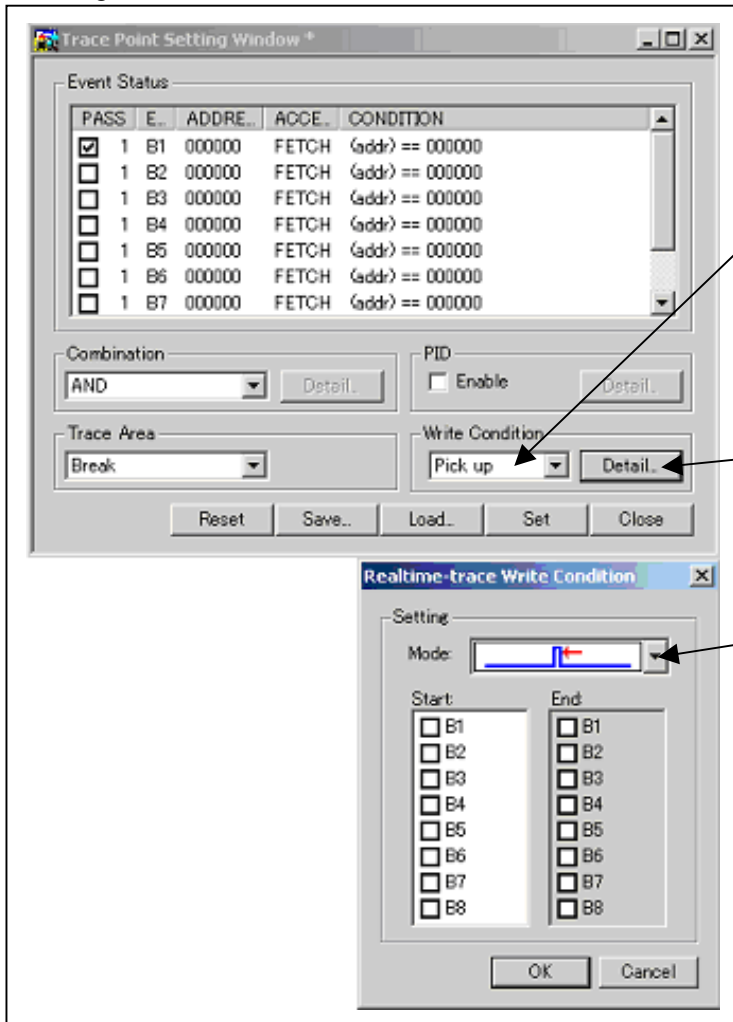 Trace Point Setting Window *
Event Status
PASS E.. ADDRE.. ACCE.. CONDITION
1 B1 000000 FETCH (addr) == 000000
1 B2 000000 FETCH (addr) == 000000
1 B3 000000 FETCH (addr) == 000000
1 B4 000000 FETCH (addr) == 000000
1 B5 000000 FETCH (addr) == 000000
1 B6 000000 FETCH (addr) == 000000
1 B7 000000 FETCH (addr) == 000000
Combination
AND Detail..
PID
Enable Detail..
Trace Area
Break
Write Condition
Pick up Detail..
Reset Save.. Load.. Set Close
Realtime-trace Write Condition
Setting
Mode:
Start: End:
B1 B1
B2 B2
B3 B3
B4 B4
B5 B5
B6 B6
B7 B7
B8 B8
OK Cancel